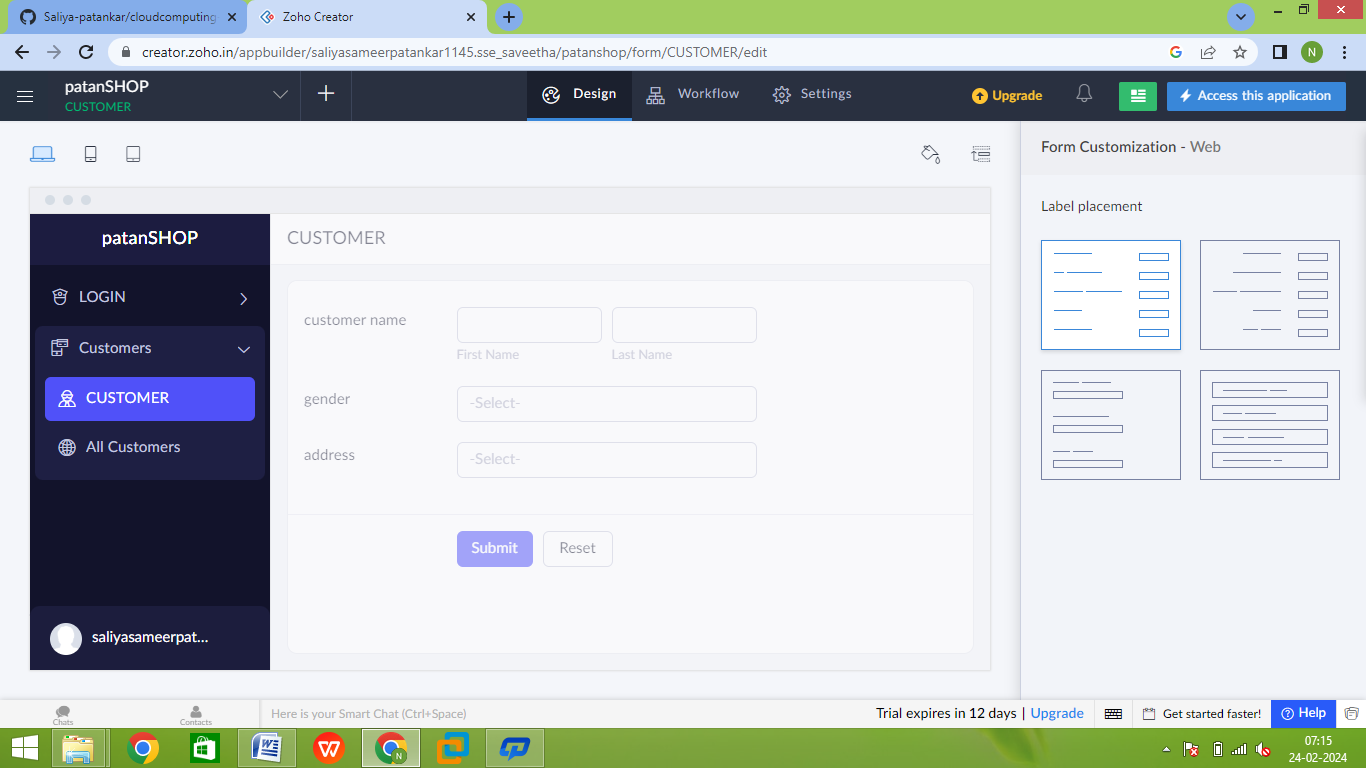 Saliya-patankar/cloudcomputing
Zoho Creator
creator.zoho.in/appbuilder/saliyasameerpatankar1145.sse_saveetha/patanshop/form/CUSTOMER/edit
N
patanSHOP
CUSTOMER
Design
Workflow
Settings
Upgrade
Access this application
Form Customization - Web
Label placement
patanSHOP
CUSTOMER
LOGIN
Customers
CUSTOMER
All Customers
customer name
First Name
Last Name
gender
-Select-
address
-Select-
Submit
Reset
saliyasameerpat...
Chats
Contacts
Here is your Smart Chat (Ctrl+Space)
Trial expires in 12 days | Upgrade
Get started faster!
Help
N
07:15
24-02-2024